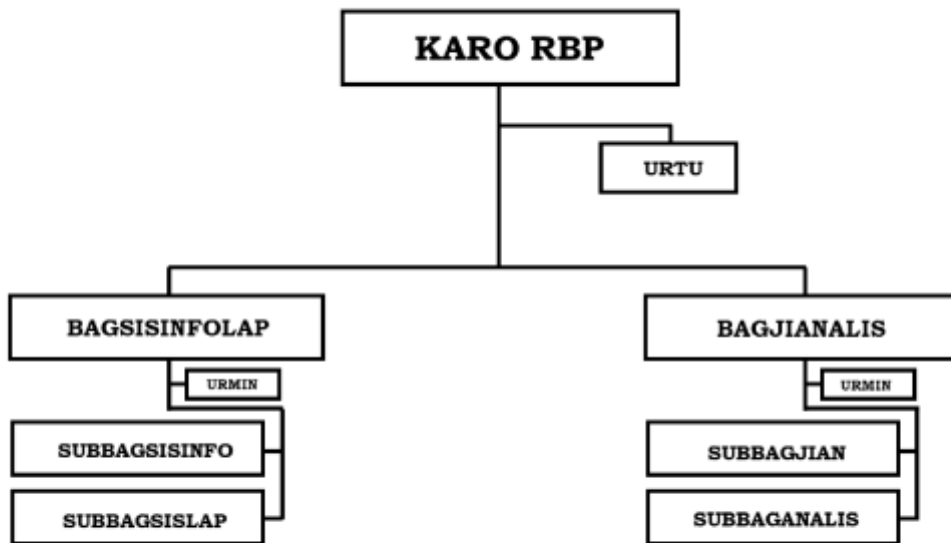 KARO RBP
URTU
BAGSISINFOLAP
BAGJIANALIS
URMIN
URMIN
SUBBAGSISINFO
SUBBAGJIAN
SUBBAGSISLAP
SUBBAGANALIS